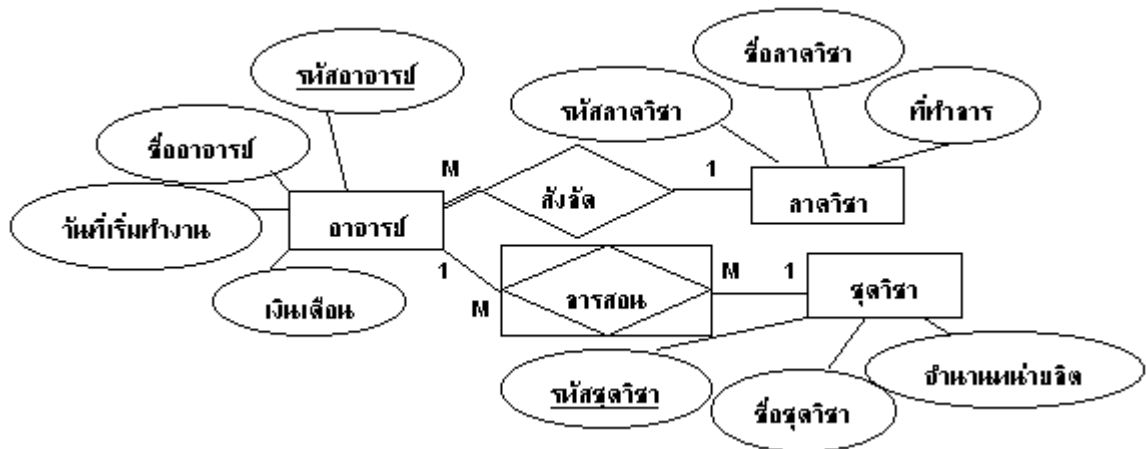 ชื่อภาควิชา
รหัสอาจารย์
รหัสภาควิชา
ที่ทำการ
ชื่ออาจารย์
M
1
สังกัด
ภาควิชา
วันที่เริ่มทำงาน
อาจารย์
1
M
1
M
การสอน
ชุดวิชา
เงินเดือน
จำนวนหน่วยกิต
รหัสชุดวิชา
ชื่อชุดวิชา